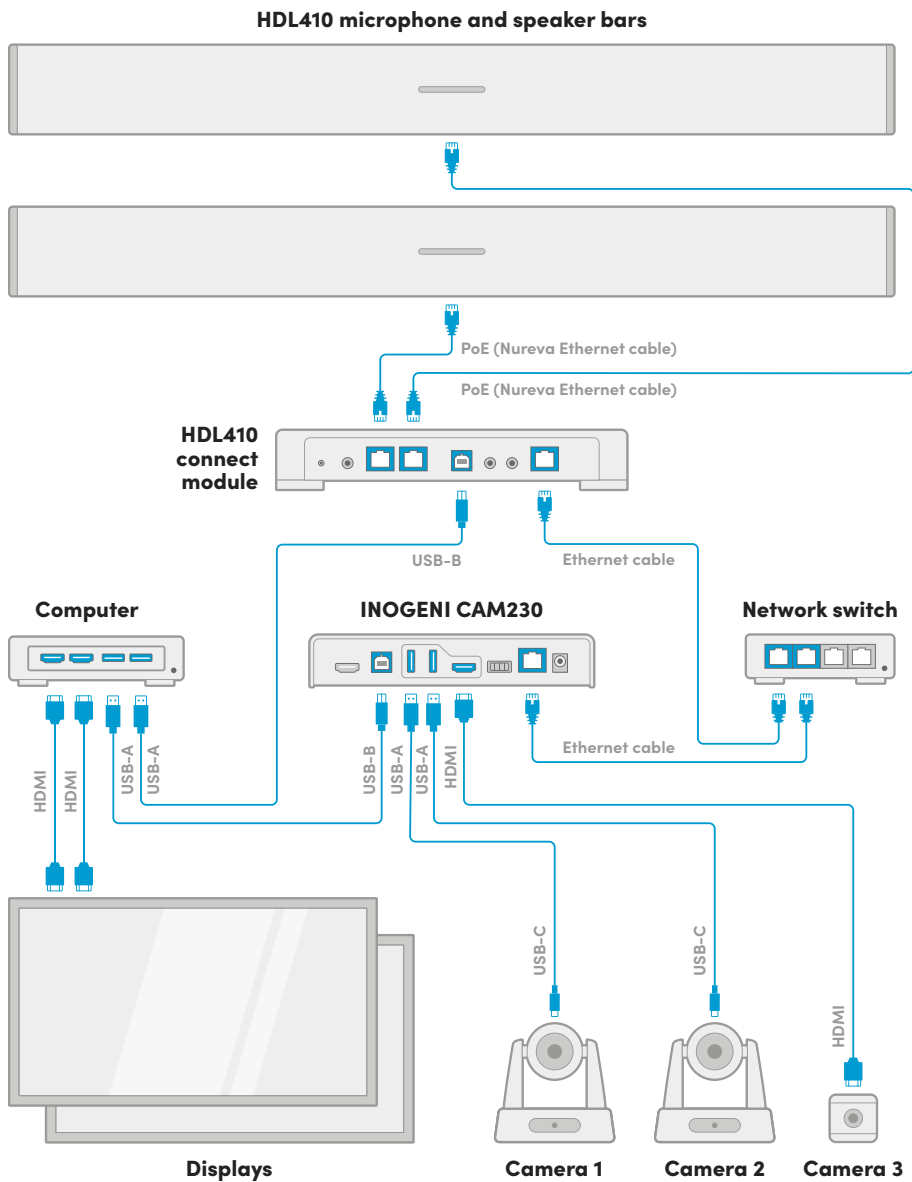 HDL410 microphone and speaker bars
PoE (Nureva Ethernet cable)
PoE (Nureva Ethernet cable)
HDL410
connect
module
USB-B
Ethernet cable
Computer
INOGENI CAM230
Network switch
HDMI
HDMI
USB-A
USB-A
USB-B
USB-A
USB-A
HDMI
Ethernet cable
USB-C
USB-C
HDMI
Displays
Camera 1
Camera 2
Camera 3